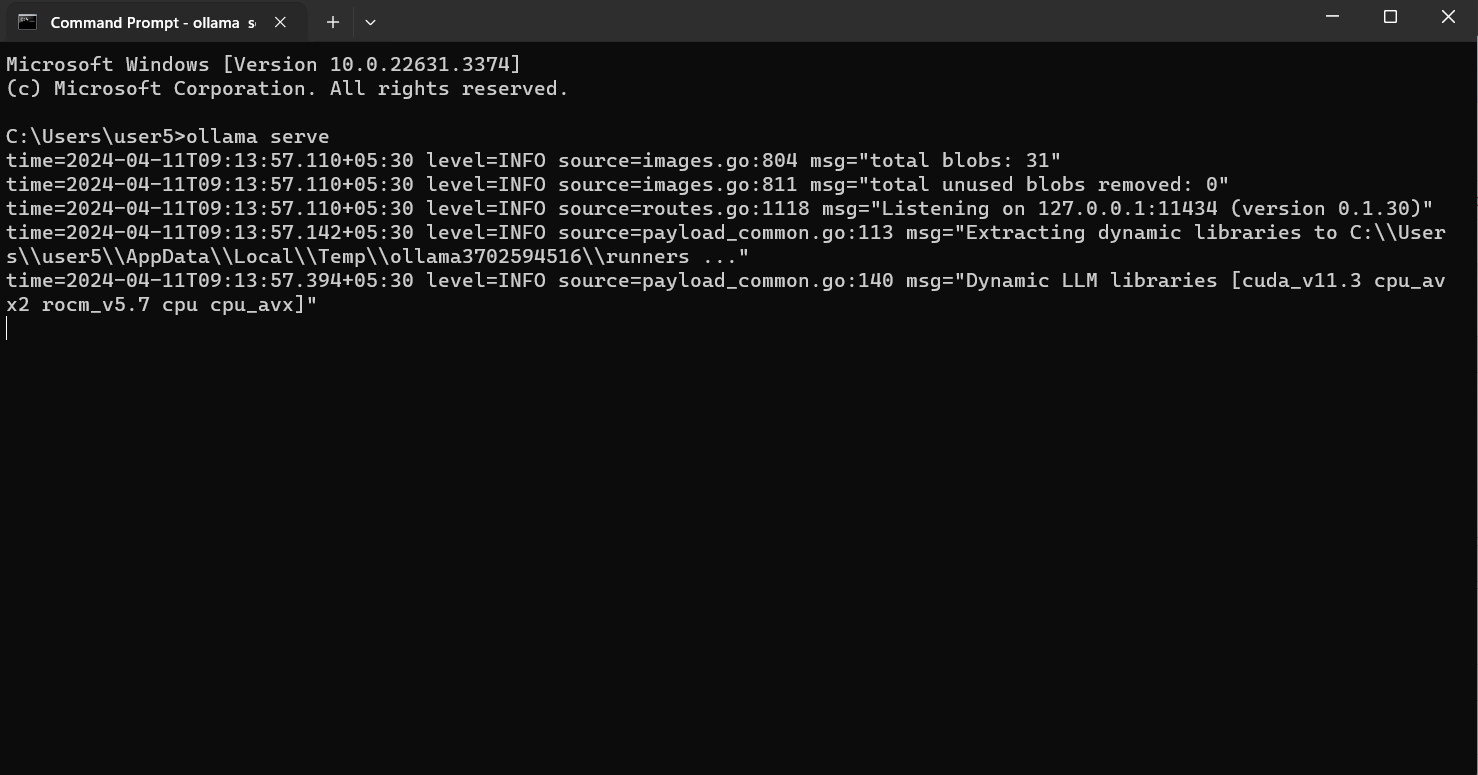 Command Prompt - ollama s
Microsoft Windows [Version 10.0.22631.3374]
(c) Microsoft Corporation. All rights reserved.
C:\Users\user5>ollama serve
time=2024-04-11T09:13:57.110+05:30 level=INFO source=images.go:804 msg="total blobs: 31"
time=2024-04-11T09:13:57.110+05:30 level=INFO source=images.go:811 msg="total unused blobs removed: 0"
time=2024-04-11T09:13:57.110+05:30 level=INFO source=routes.go:1118 msg="Listening on 127.0.0.1:11434 (version 0.1.30)"
time=2024-04-11T09:13:57.142+05:30 level=INFO source=payload_common.go:113 msg="Extracting dynamic libraries to C:\\User
s\\user5\\AppData\\Local\\Temp\\ollama3702594516\\runners ..."
time=2024-04-11T09:13:57.394+05:30 level=INFO source=payload_common.go:140 msg="Dynamic LLM libraries [cuda_v11.3 cpu_av
x2 rocm_v5.7 cpu cpu_avx]"